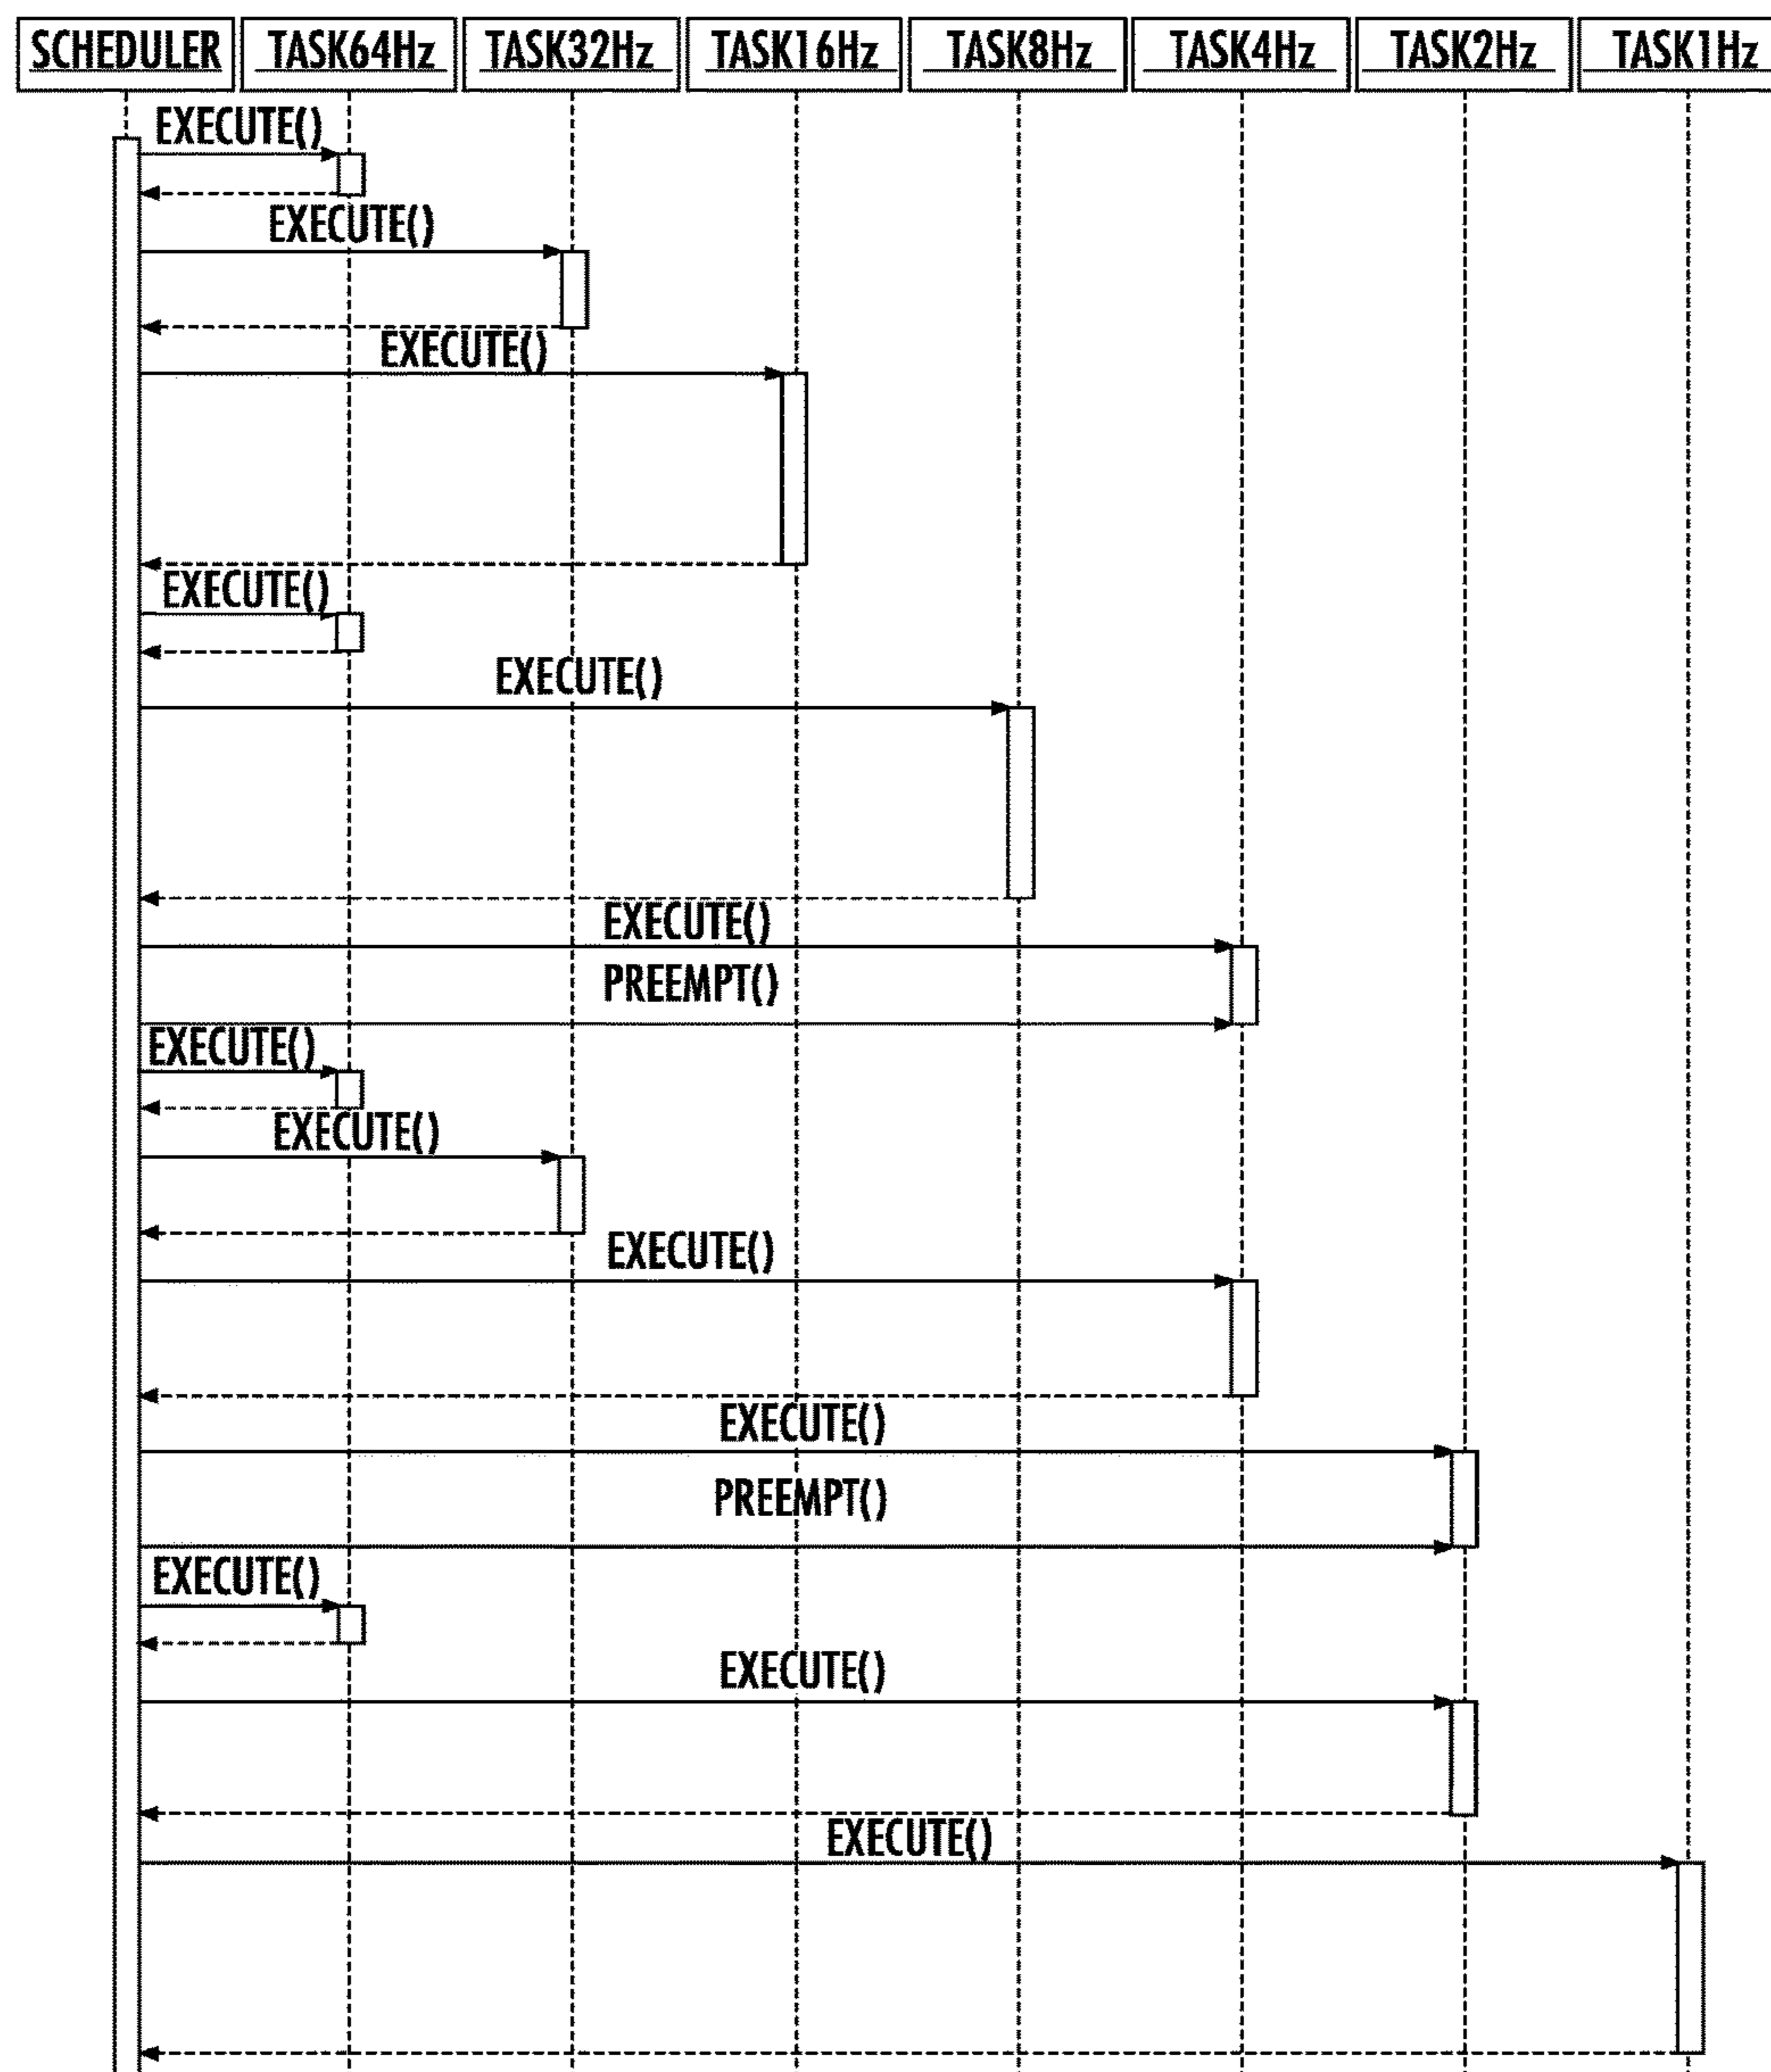 SCHEDULER TASK64Hz TASK32Hz TASK16Hz TASK8Hz TASK4Hz TASK2Hz TASK1Hz
EXECUTE()
EXECUTE()
EXECUTE()
EXECUTE()
EXECUTE()
EXECUTE()
PREEMPT()
EXECUTE()
EXECUTE()
EXECUTE()
EXECUTE()
PREEMPT()
EXECUTE()
EXECUTE()
EXECUTE()